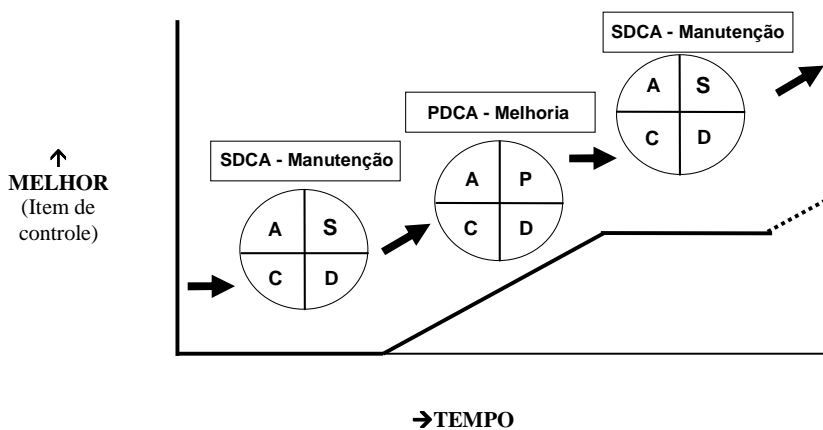 SDCA - Manutenção
A S
C D
PDCA - Melhoria
A P
C D
SDCA - Manutenção
A S
C D
↑
MELHOR
(Item de
controle)
→TEMPO